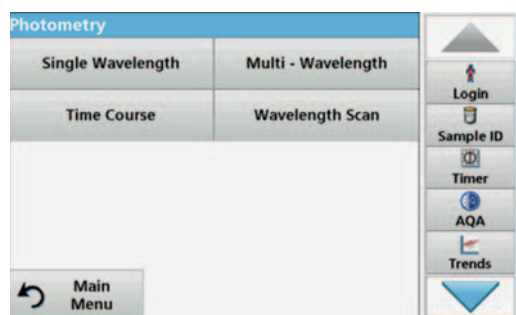 Photometry
Single Wavelength
Multi - Wavelength
Time Course
Wavelength Scan
Main
Menu
Login
Sample ID
Timer
AQA
Trends